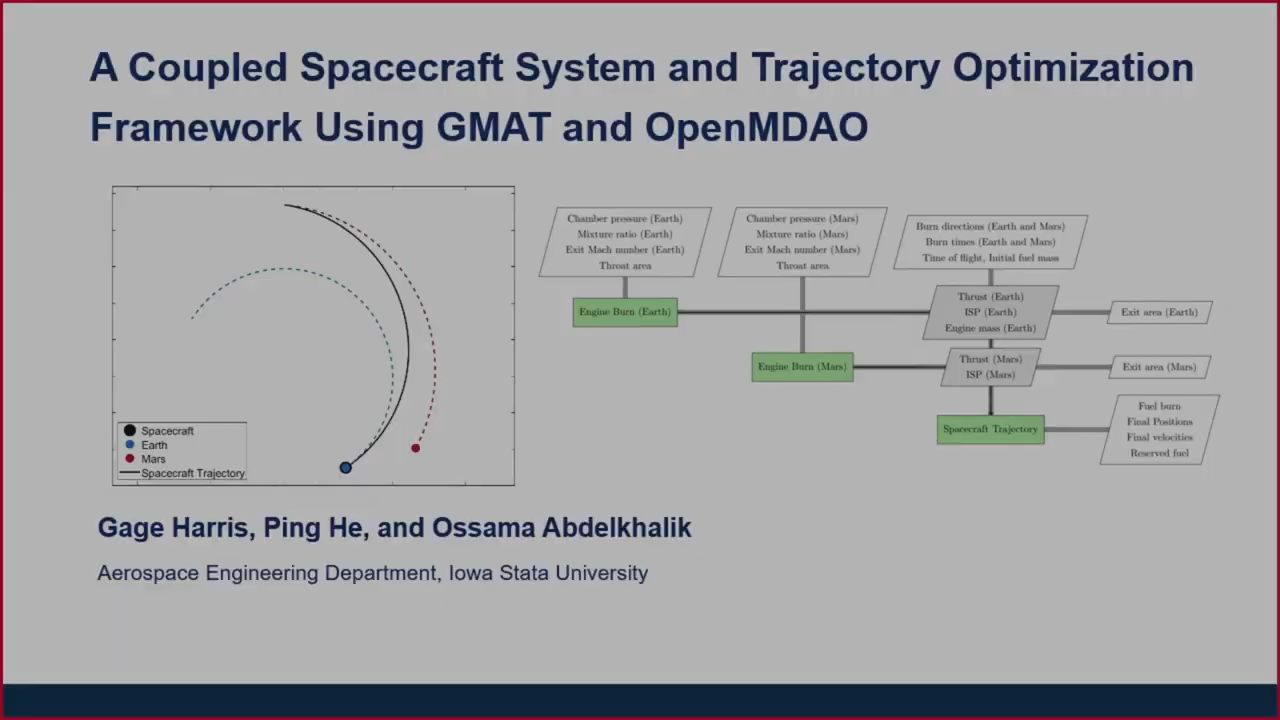 A Coupled Spacecraft System and Trajectory Optimization
Framework Using GMAT and OpenMDAO
Spacecraft
Earth
Mars
Spacecraft Trajectory
Chamber pressure (Earth)
Mixture ratio (Earth)
Exit Mach number (Earth)
Throat area
Chamber pressure (Mars)
Mixture ratio (Mars)
Exit Mach number (Mars)
Throat area
Burn directions (Earth and Mars)
Burn times (Earth and Mars)
Time of flight, Initial fuel mass
Engine Burn (Earth)
Thrust (Earth)
ISP (Earth)
Engine mass (Earth)
Exit area (Earth)
Engine Burn (Mars)
Thrust (Mars)
ISP (Mars)
Exit area (Mars)
Spacecraft Trajectory
Fuel burn
Final Positions
Final velocities
Reserved fuel
Gage Harris, Ping He, and Ossama Abdelkhalik
Aerospace Engineering Department, Iowa Stata University